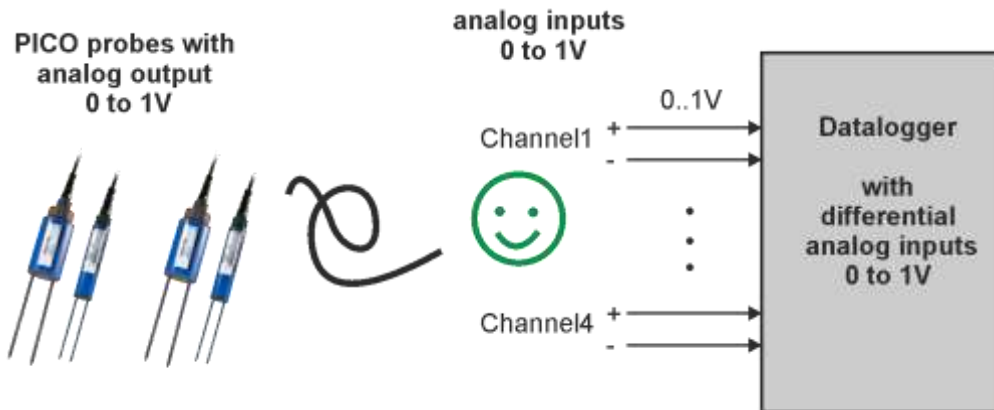 PICO probes with
analog output
0 to 1V
analog inputs
0 to 1V
0..1V
Channel1
+
-
Channel4
+
-
Datalogger
with
differential
analog inputs
0 to 1V